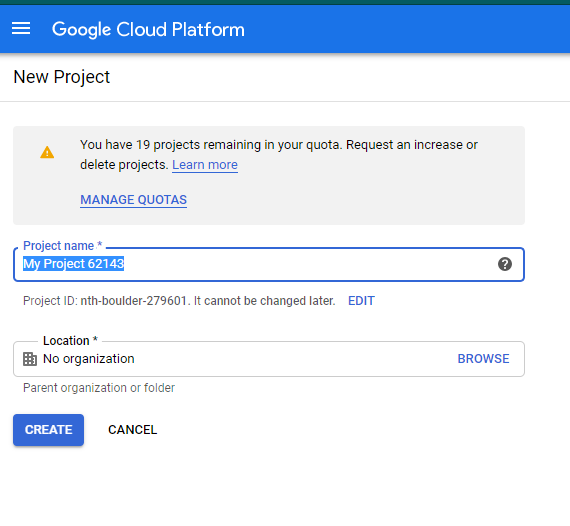 Google Cloud Platform
New Project
You have 19 projects remaining in your quota. Request an increase or
delete projects. Learn more
MANAGE QUOTAS
Project name *
My Project 62143
Project ID: nth-boulder-279601. It cannot be changed later. EDIT
Location *
No organization BROWSE
Parent organization or folder
CREATE CANCEL